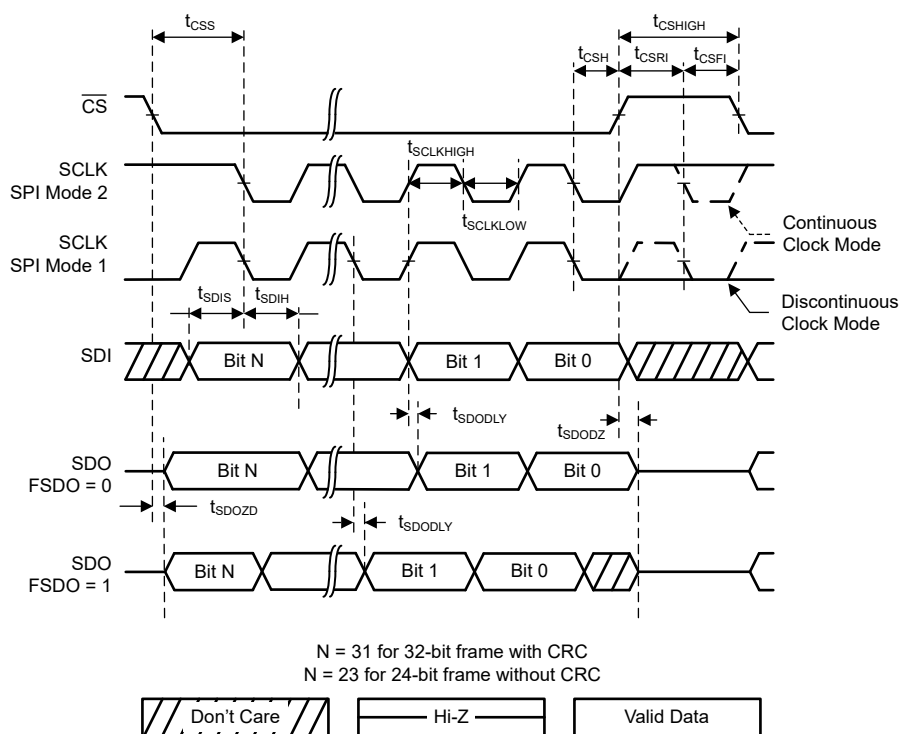 tCSS
tCSHIGH
tCSH
tCSRI
tCSFI
CS
SCLK
SPI Mode 2
tSCLKHIGH
tSCLKLOW
Continuous
Clock Mode
SCLK
SPI Mode 1
Discontinuous
Clock Mode
tSDIS
tSDIH
SDI
Bit N
Bit 1
Bit 0
tSDODLY
tSDODZ
SDO
FSDO = 0
Bit N
Bit 1
Bit 0
tSDOZD
tSDODLY
SDO
FSDO = 1
Bit N
Bit 1
Bit 0
N = 31 for 32-bit frame with CRC
N = 23 for 24-bit frame without CRC
Don't Care
Hi-Z
Valid Data